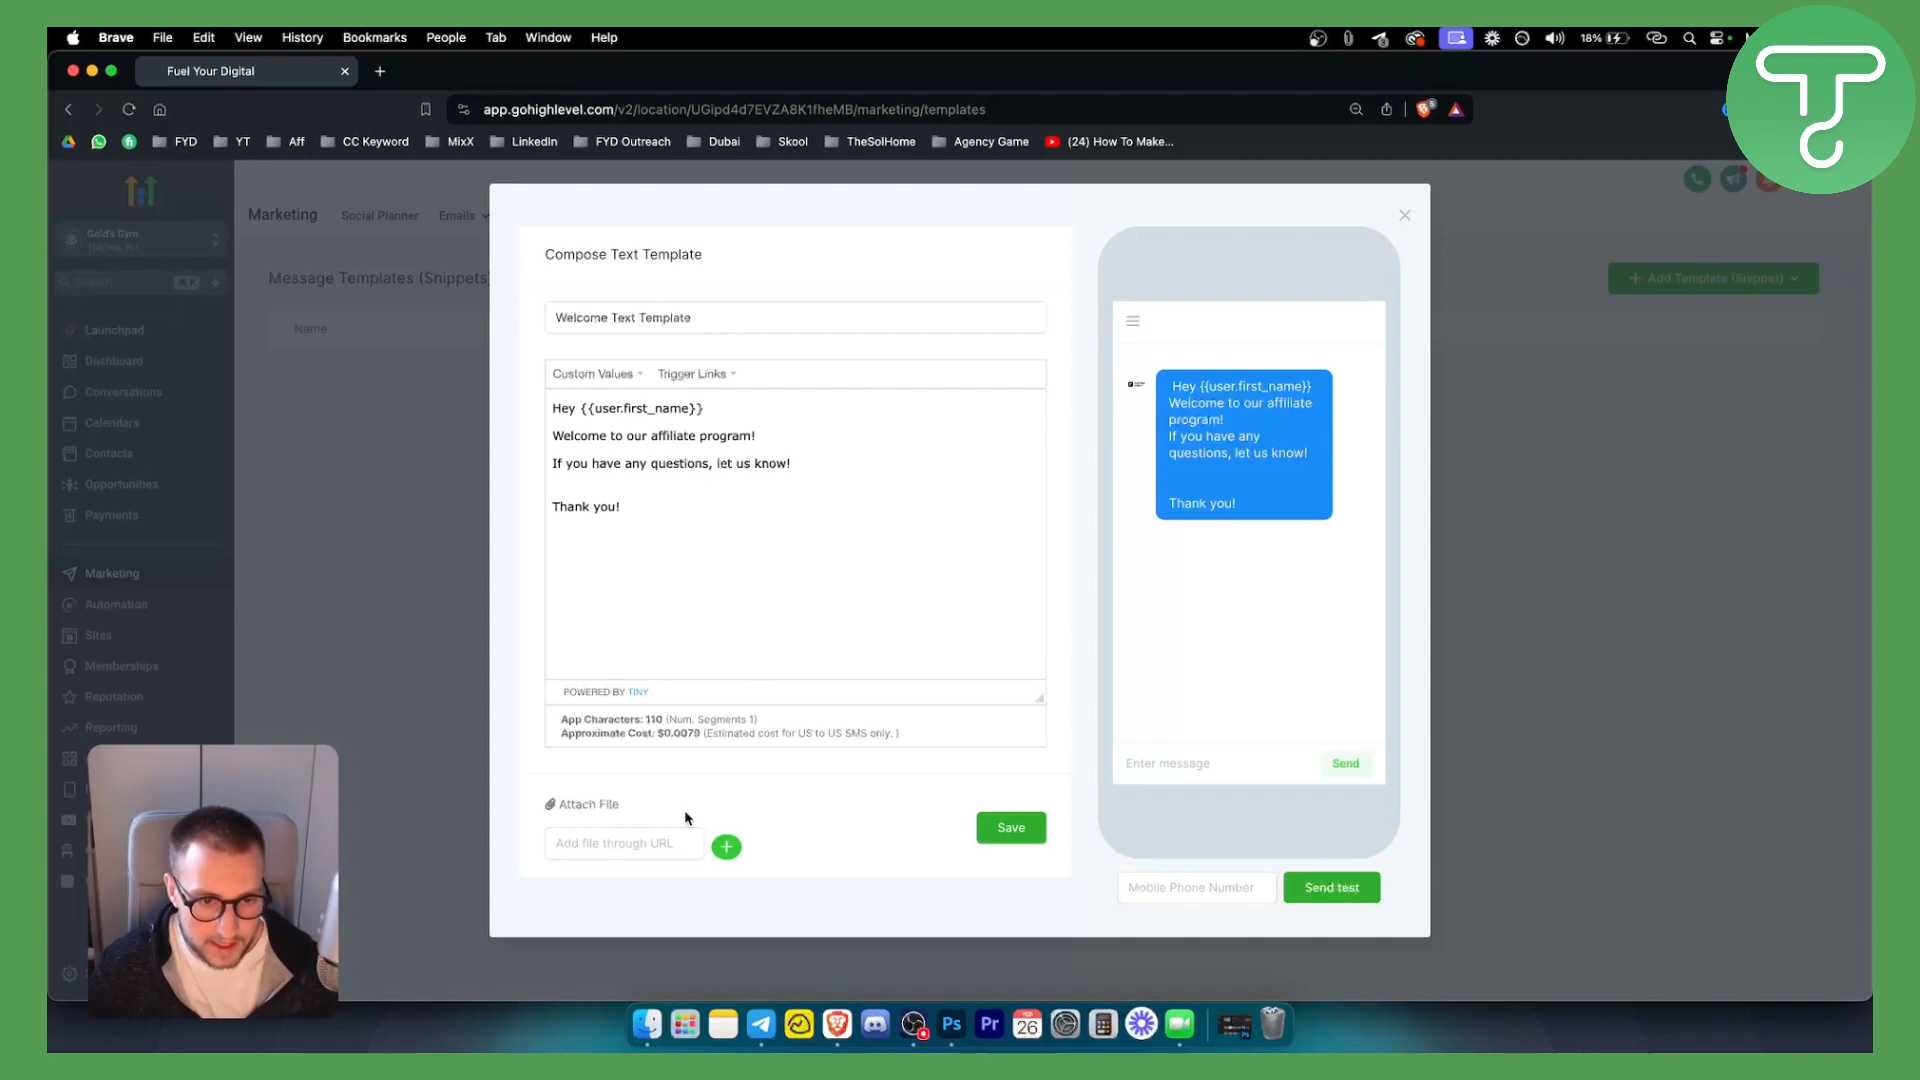 Brave File Edit View History Bookmarks People Tab Window Help
18%
Fuel Your Digital
app.gohighlevel.com/v2/location/UGipd4d7EVZA8K1fheMB/marketing/templates
FYD YT Aff CC Keyword MixX LinkedIn FYD Outreach Dubai Skool TheSolHome Agency Game (24) How To Make...
Gold's Gym
Search
Launchpad
Dashboard
Conversations
Calendars
Contacts
Opportunities
Payments
Marketing
Automation
Sites
Memberships
Reputation
Reporting
Marketing Social Planner Emails
Message Templates (Snippets
+ Add Template (Snippet)
Name
Compose Text Template
Welcome Text Template
Custom Values Trigger Links
Hey {{user.first_name}}
Welcome to our affiliate program!
If you have any questions, let us know!
Thank you!
POWERED BY TINY
App Characters: 110 (Num. Segments 1)
Approximate Cost: $0.0079 (Estimated cost for US to US SMS only. )
Attach File
Add file through URL
Save
Hey {{user.first_name}}
Welcome to our affiliate
program!
If you have any
questions, let us know!
Thank you!
Enter message
Send
Mobile Phone Number
Send test
Ps
Pr
26